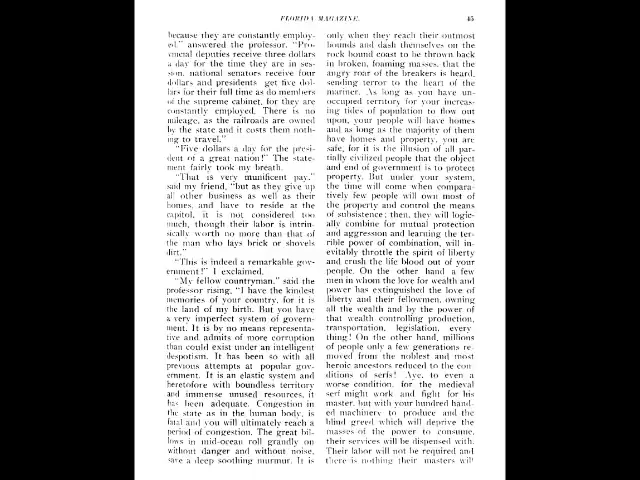 FLORIDA MAGAZINE.
45
because they are constantly employ-
ed," answered the professor. "Pro-
vincial deputies receive three dollars
a day for the time they are in ses-
sion, national senators receive four
dollars and presidents get five dol-
lars for their full time as do members
of the supreme cabinet, for they are
constantly employed. There is no
mileage, as the railroads are owned
by the state and it costs them noth-
ing to travel."
"Five dollars a day for the presi-
dent of a great nation!" The state-
ment fairly took my breath.
"That is very munificent pay,"
said my friend, "but as they give up
all other business as well as their
homes, and have to reside at the
capitol, it is not considered too
much, though their labor is intrin-
sically worth no more than that of
the man who lays brick or shovels
dirt."
"This is indeed a remarkable gov-
ernment!" I exclaimed.
"My fellow countryman," said the
professor rising, "I have the kindest
memories of your country, for it is
the land of my birth. But you have
a very imperfect system of govern-
ment. It is by no means representa-
tive and admits of more corruption
than could exist under an intelligent
despotism. It has been so with all
previous attempts at popular gov-
ernment. It is an elastic system and
heretofore with boundless territory
and immense unused resources, it
has been adequate. Congestion in
the state as in the human body, is
fatal and you will ultimately reach a
period of congestion. The great bil-
lows in mid-ocean roll grandly on
without danger and without noise,
save a deep soothing murmur. It is
only when they reach their outmost
bounds and dash themselves on the
rock bound coast to be thrown back
in broken, foaming masses, that the
angry roar of the breakers is heard,
sending terror to the heart of the
mariner. As long as you have un-
occupied territory for your increas-
ing tides of population to flow out
upon, your people will have homes
and as long as the majority of them
have homes and property, you are
safe, for it is the illusion of all par-
tially civilized people that the object
and end of government is to protect
property. But under your system,
the time will come when compara-
tively few people will own most of
the property and control the means
of subsistence; then, they will logic-
ally combine for mutual protection
and aggression and learning the ter-
rible power of combination, will in-
evitably throttle the spirit of liberty
and crush the life blood out of your
people. On the other hand a few
men in whom the love for wealth and
power has extinguished the love of
liberty and their fellowmen, owning
all the wealth and by the power of
that wealth controlling production,
transportation, legislation, every
thing! On the other hand, millions
of people only a few generations re-
moved from the noblest and most
heroic ancestors reduced to the con-
ditions of serfs! Aye, to even a
worse condition, for the medieval
serf might work and fight for his
master, but with your hundred hand-
ed machinery to produce and the
blind greed which will deprive the
masses of the power to consume,
their services will be dispensed with.
Their labor will not be required and
there is nothing their masters will